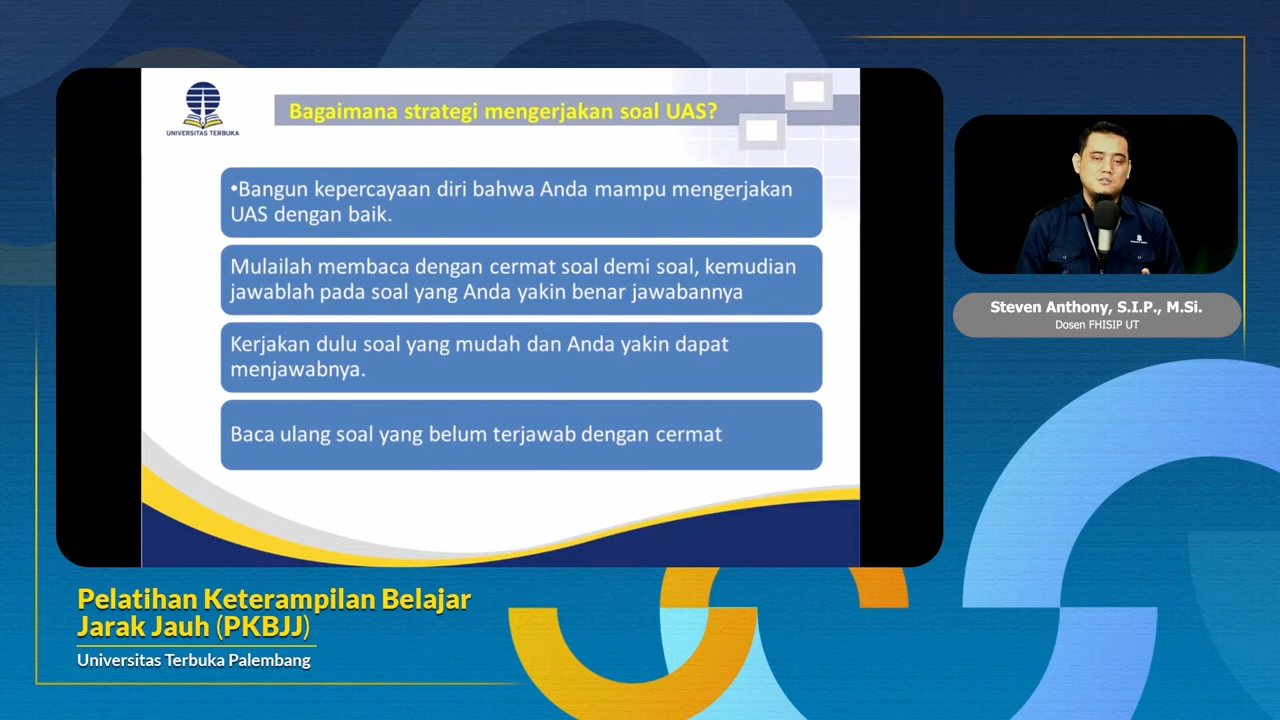 UNIVERSITAS TERBUKA
Bagaimana strategi mengerjakan soal UAS?
•Bangun kepercayaan diri bahwa Anda mampu mengerjakan
UAS dengan baik.
Mulailah membaca dengan cermat soal demi soal, kemudian
jawablah pada soal yang Anda yakin benar jawabannya
Kerjakan dulu soal yang mudah dan Anda yakin dapat
menjawabnya.
Baca ulang soal yang belum terjawab dengan cermat
Steven Anthony, S.I.P., M.Si.
Dosen FHISIP UT
Pelatihan Keterampilan Belajar
Jarak Jauh (PKBJJ)
Universitas Terbuka Palembang